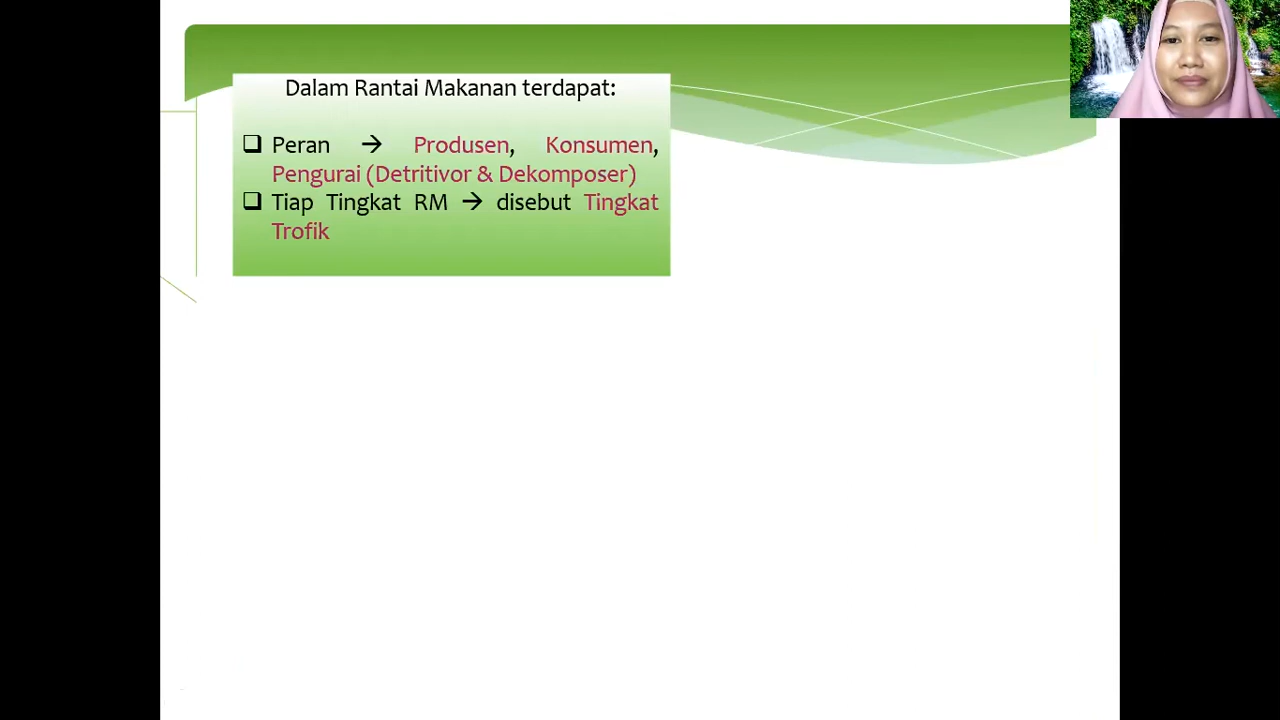 Dalam Rantai Makanan terdapat:
❑ Peran → Produsen, Konsumen,
Pengurai (Detritivor & Dekomposer)
❑ Tiap Tingkat RM → disebut Tingkat
Trofik